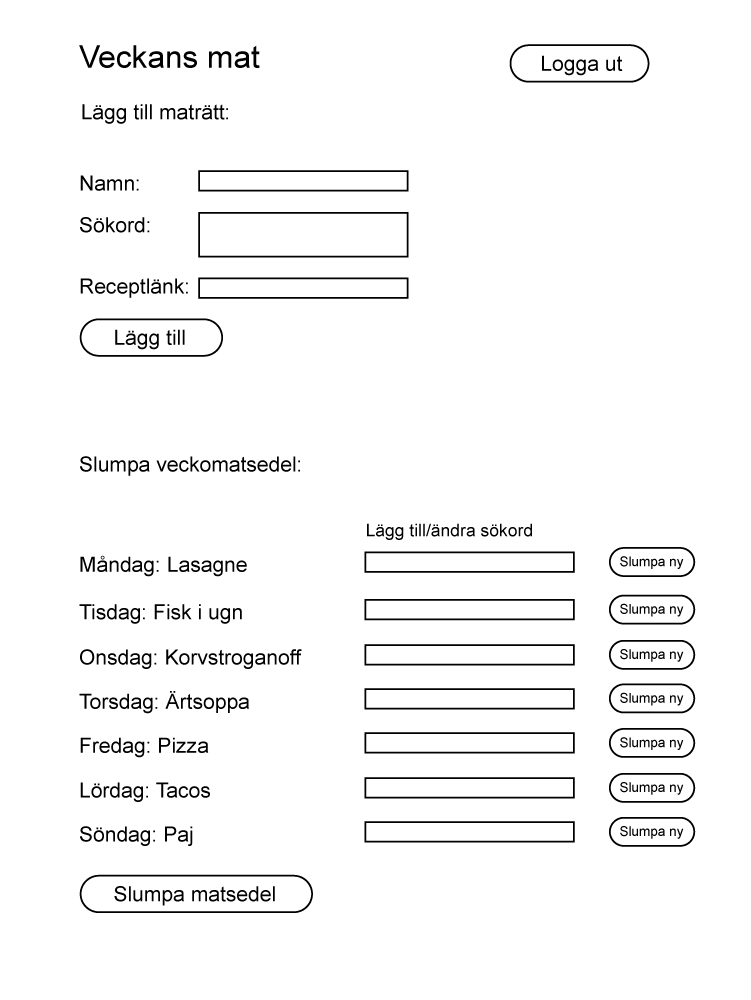 Veckans mat
Logga ut
Lägg till maträtt:
Namn:
Sökord:
Receptlänk:
Lägg till
Slumpa veckomatsedel:
Lägg till/ändra sökord
Måndag: Lasagne
Slumpa ny
Tisdag: Fisk i ugn
Slumpa ny
Onsdag: Korvstroganoff
Slumpa ny
Torsdag: Ärtsoppa
Slumpa ny
Fredag: Pizza
Slumpa ny
Lördag: Tacos
Slumpa ny
Söndag: Paj
Slumpa ny
Slumpa matsedel